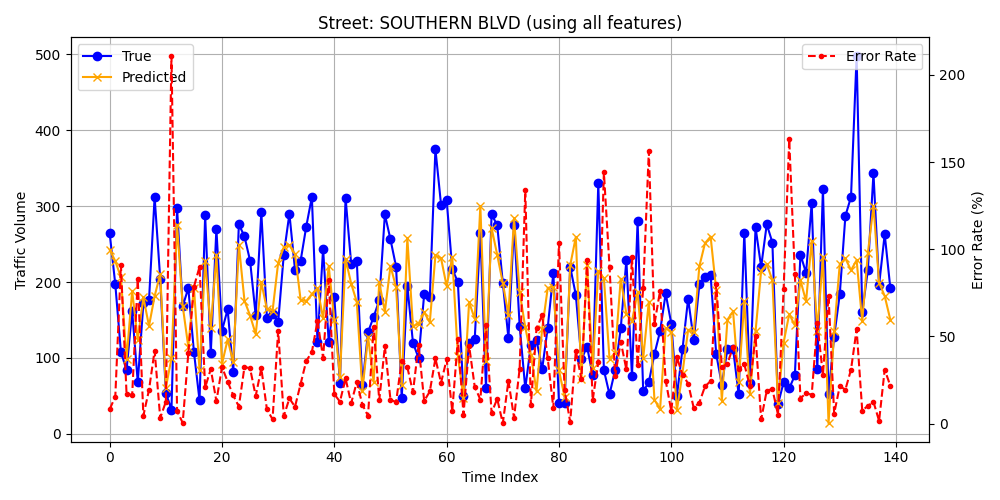 Street: SOUTHERN BLVD (using all features)
True
Predicted
Error Rate
Traffic Volume
500
400
300
200
100
0
200
150
100
50
0
Error Rate (%)
0 20 40 60 80 100 120 140
Time Index